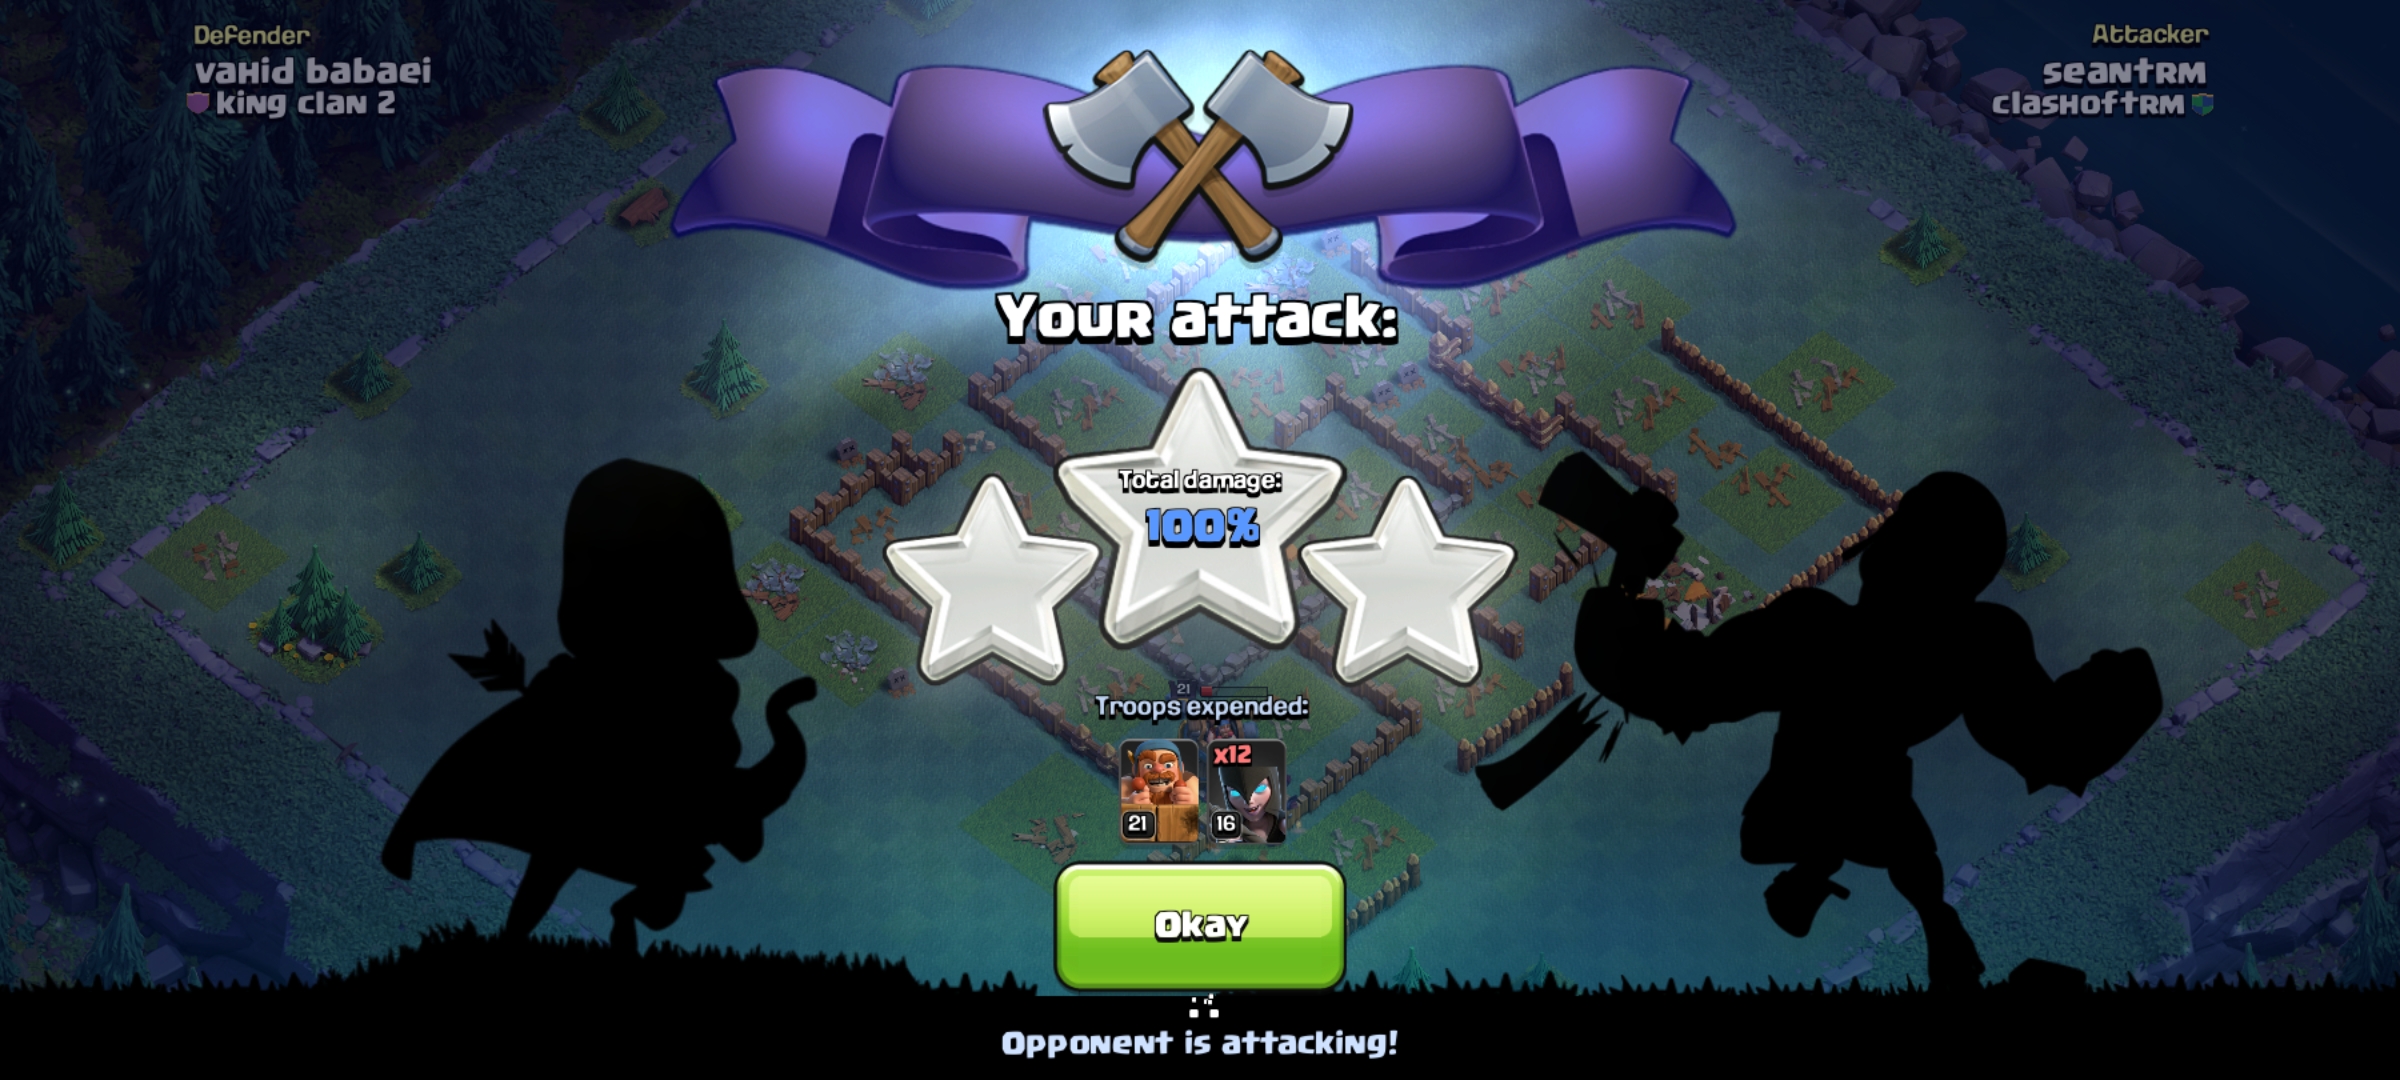 Defender
vahid babaei
king clan 2
Attacker
seantrm
clashoftrm
Your attack:
Total damage:
100%
21
Troops expended:
x12
21
16
Okay
Opponent is attacking!